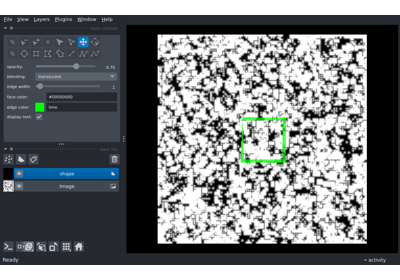 File View Layers Plugins Window Help
opacity: 0.70
blending: translucent
edge width: 1
face color: #00000000
edge color: lime
display text:
shape
Image
Ready activity